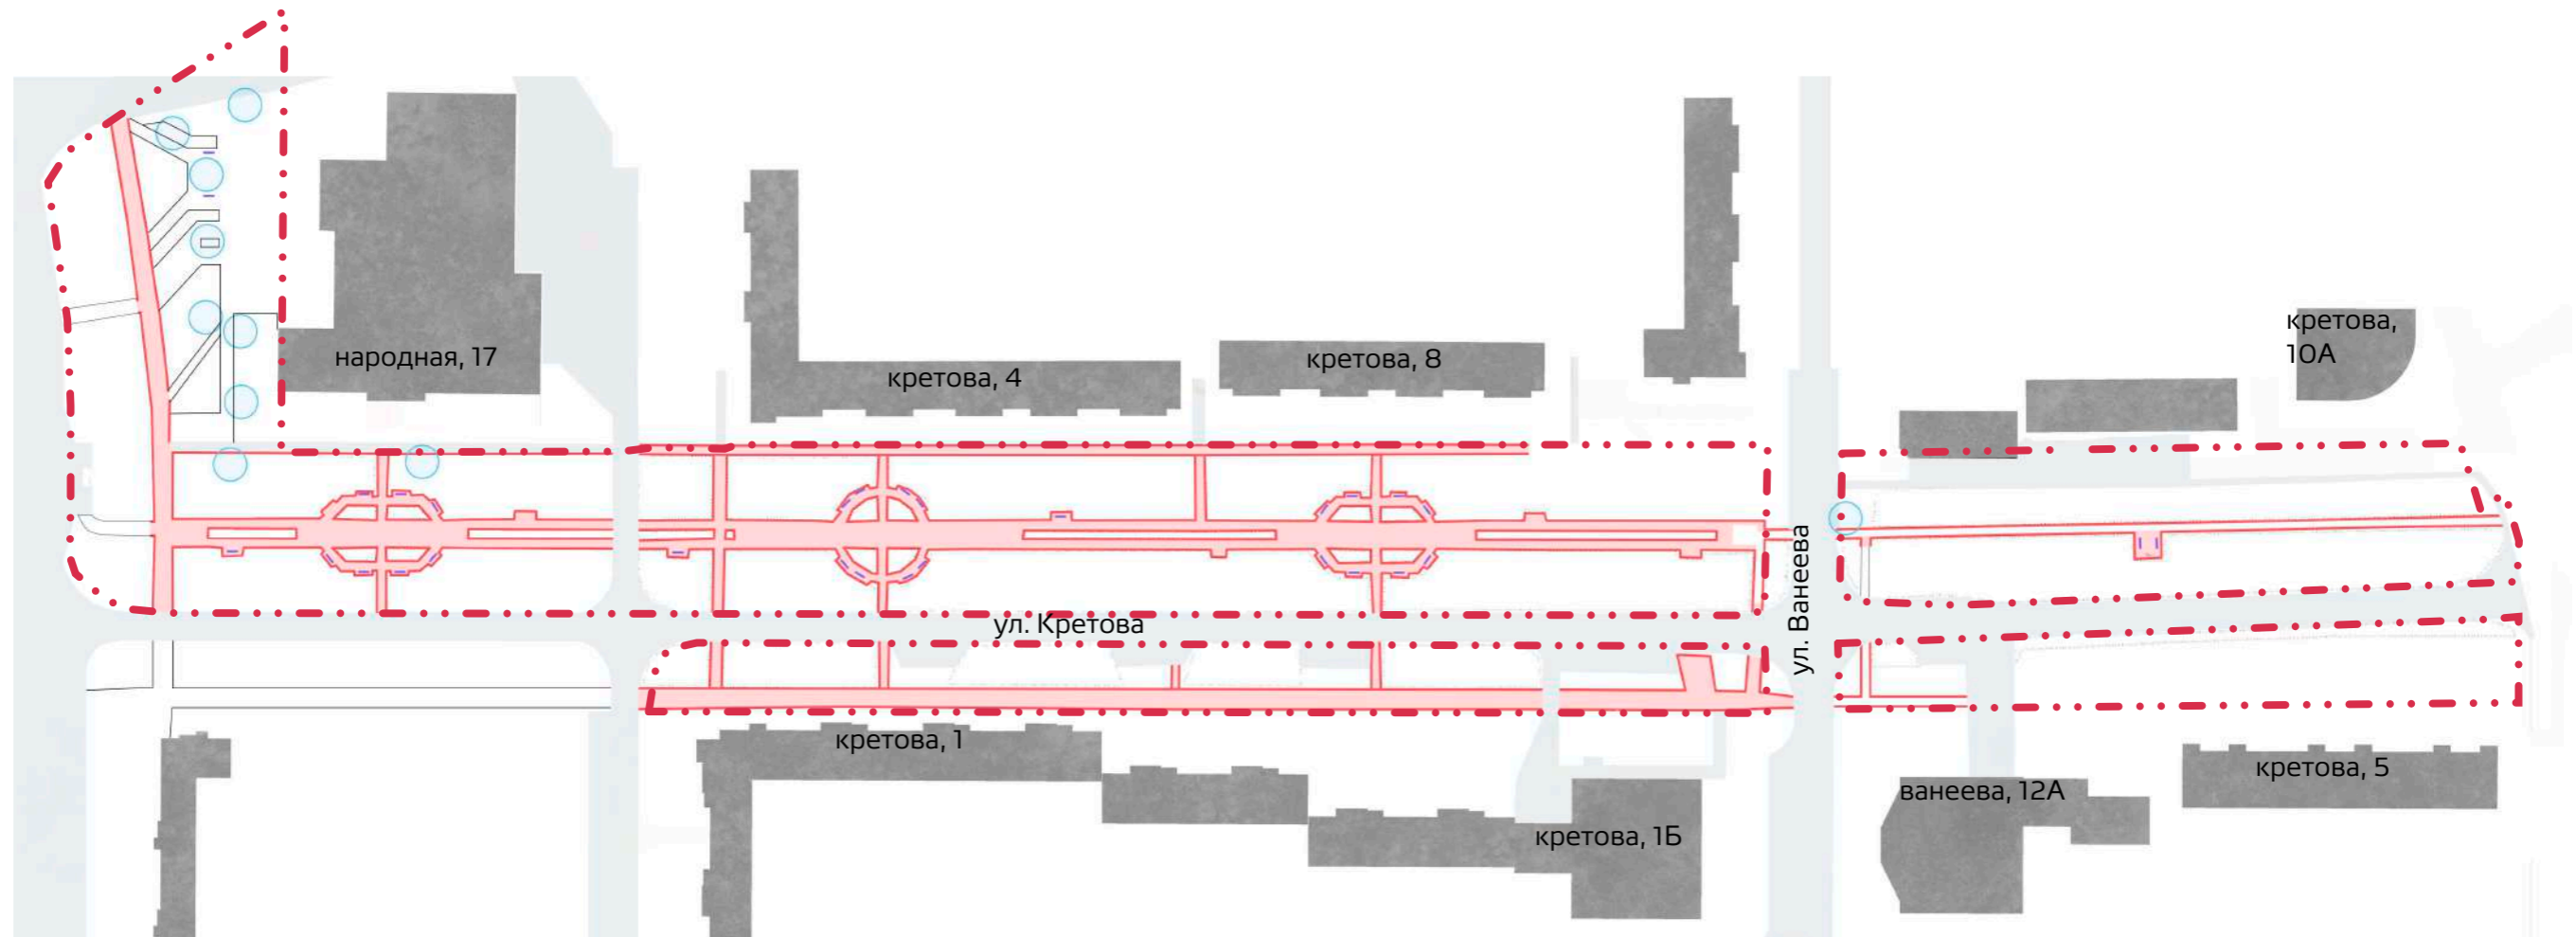 народная, 17
кретова, 4
кретова, 8
кретова,
10А
ул. Кретова
ул. Ванеева
кретова, 1
кретова, 1Б
ванеева, 12А
кретова, 5